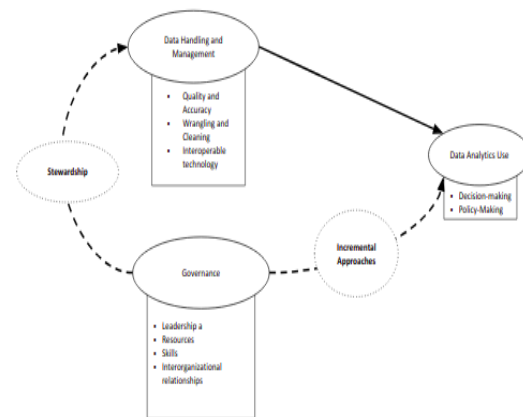 Data Handling and
Management
• Quality and
Accuracy
• Wrangling and
Cleaning
• Interoperable
technology
Stewardship
Data Analytics Use
• Decision-making
• Policy-Making
Incremental
Approaches
Governance
• Leadership a
• Resources
• Skills
• Interorganizational
relationships